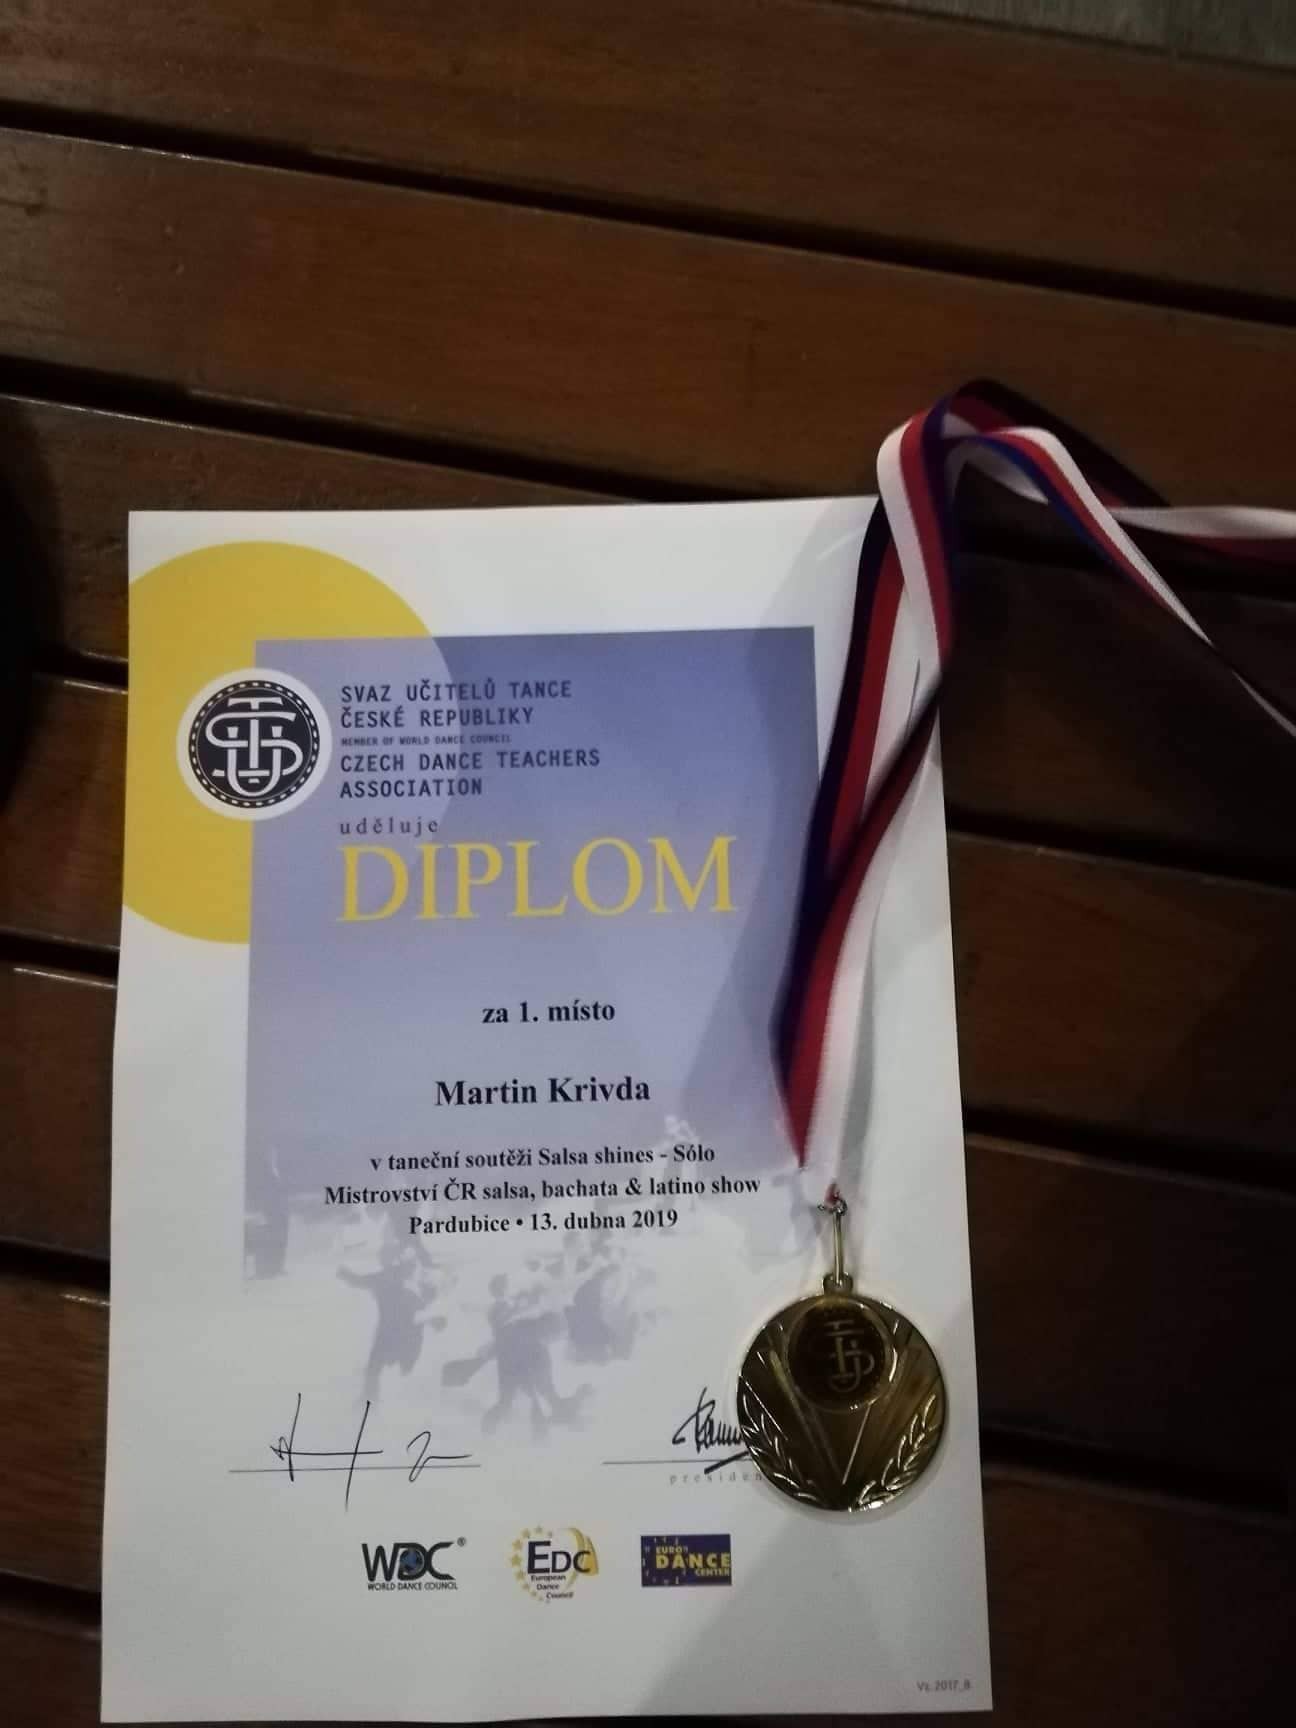 SVAZ UČITELŮ TANCE
ČESKÉ REPUBLIKY
MEMBER OF WORLD DANCE COUNCIL
CZECH DANCE TEACHERS
ASSOCIATION
uděluje
DIPLOM
za 1. místo
Martin Krivda
v taneční soutěži Salsa shines - Sólo
Mistrovství ČR salsa, bachata & latino show
Pardubice • 13. dubna 2019
presiden
WDC®
WORLD DANCE COUNCIL
EDC
European
Dance
Council
EURO
DANCE
CENTER
Vz. 2017_B